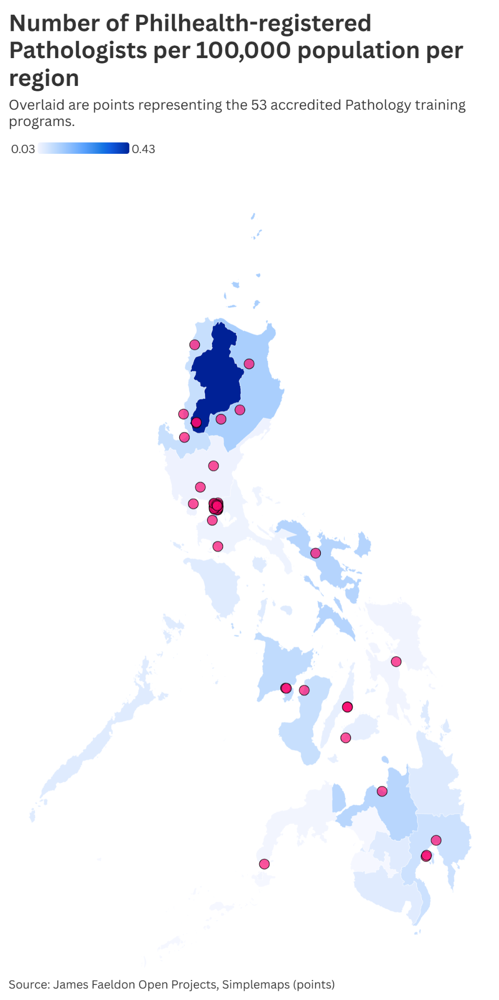 Number of Philhealth-registered
Pathologists per 100,000 population per
region
Overlaid are points representing the 53 accredited Pathology training
programs.
0.03 0.43
Source: James Faeldon Open Projects, Simplemaps (points)